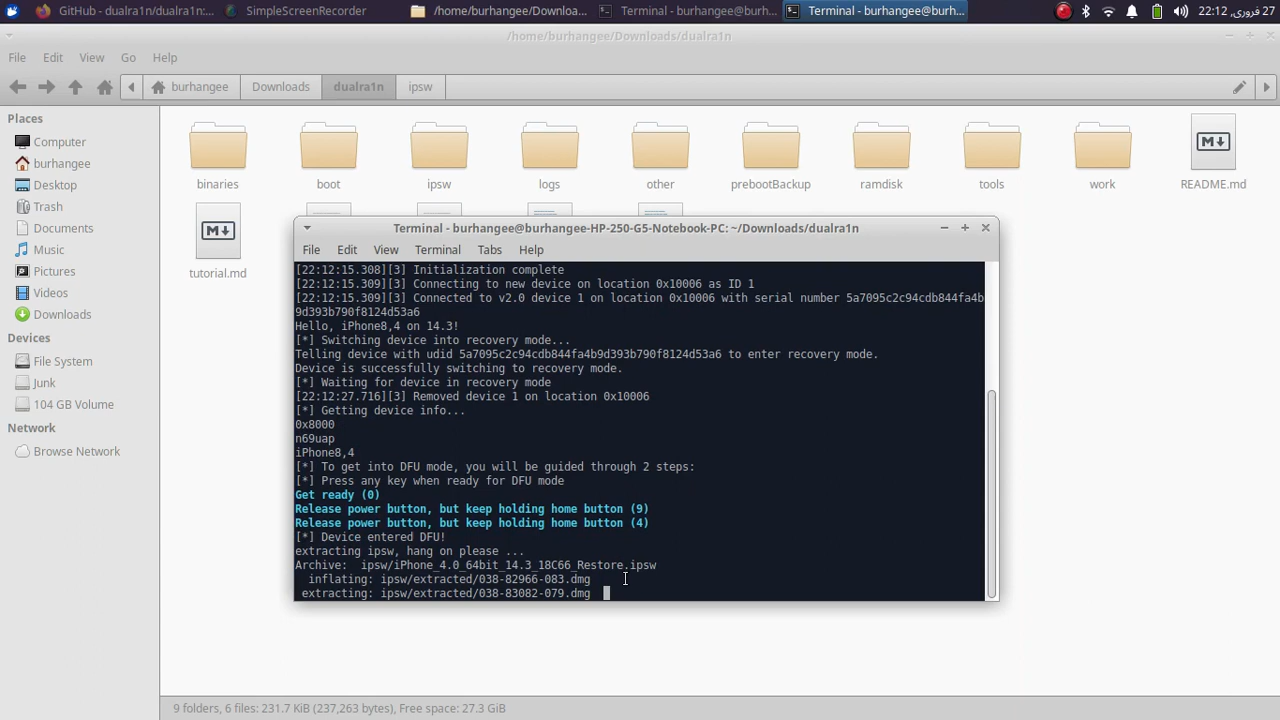 GitHub - dualra1n/dualra1n:...
SimpleScreenRecorder
/home/burhangee/Downloa...
Terminal - burhangee@burh...
Terminal - burhangee@burh...
27 فروری, 22:12
/home/burhangee/Downloads/dualra1n
File Edit View Go Help
burhangee Downloads dualra1n ipsw
Places
Computer
burhangee
Desktop
Trash
Documents
Music
Pictures
Videos
Downloads
Devices
File System
Junk
104 GB Volume
Network
Browse Network
binaries boot ipsw logs other prebootBackup ramdisk tools work README.md
tutorial.md
Terminal - burhangee@burhangee-HP-250-G5-Notebook-PC: ~/Downloads/dualra1n
File Edit View Terminal Tabs Help
[22:12:15.308][3] Initialization complete
[22:12:15.309][3] Connecting to new device on location 0x10006 as ID 1
[22:12:15.309][3] Connected to v2.0 device 1 on location 0x10006 with serial number 5a7095c2c94cdb844fa4b
9d393b790f8124d53a6
Hello, iPhone8,4 on 14.3!
[*] Switching device into recovery mode...
Telling device with udid 5a7095c2c94cdb844fa4b9d393b790f8124d53a6 to enter recovery mode.
Device is successfully switching to recovery mode.
[*] Waiting for device in recovery mode
[22:12:27.716][3] Removed device 1 on location 0x10006
[*] Getting device info...
0x8000
n69uap
iPhone8,4
[*] To get into DFU mode, you will be guided through 2 steps:
[*] Press any key when ready for DFU mode
Get ready (0)
Release power button, but keep holding home button (9)
Release power button, but keep holding home button (4)
[*] Device entered DFU!
extracting ipsw, hang on please ...
Archive:  ipsw/iPhone_4.0_64bit_14.3_18C66_Restore.ipsw
inflating: ipsw/extracted/038-82966-083.dmg
extracting: ipsw/extracted/038-83082-079.dmg
9 folders, 6 files: 231.7 KiB (237,263 bytes), Free space: 27.3 GiB